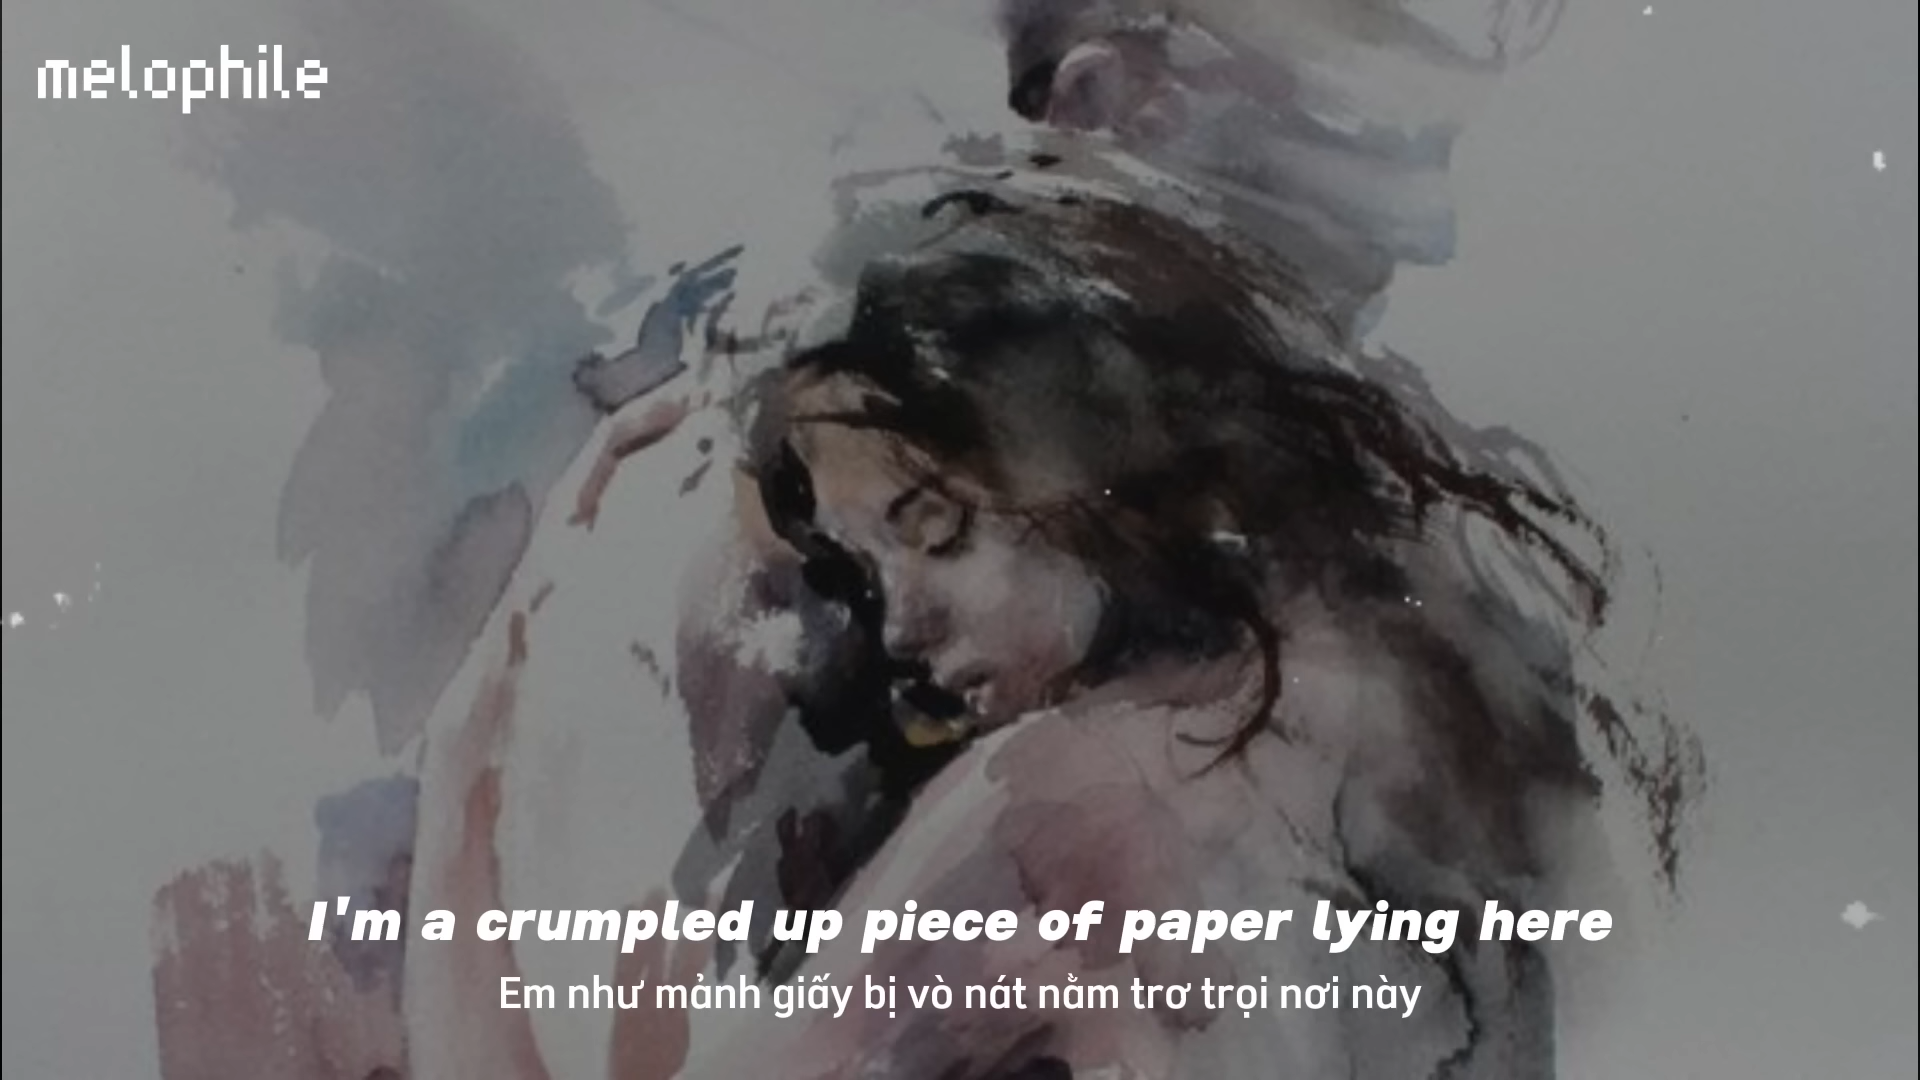 melophile
I'm a crumpled up piece of paper lying here
Em như mảnh giấy bị vò nát nằm trơ trọi nơi này